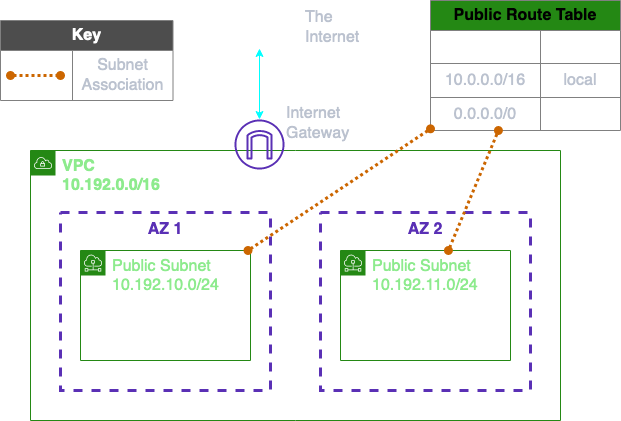 The
Internet
Public Route Table
Key
Subnet
Association
10.0.0.0/16 local
0.0.0.0/0
Internet
Gateway
VPC
10.192.0.0/16
AZ 1
AZ 2
Public Subnet
10.192.10.0/24
Public Subnet
10.192.11.0/24